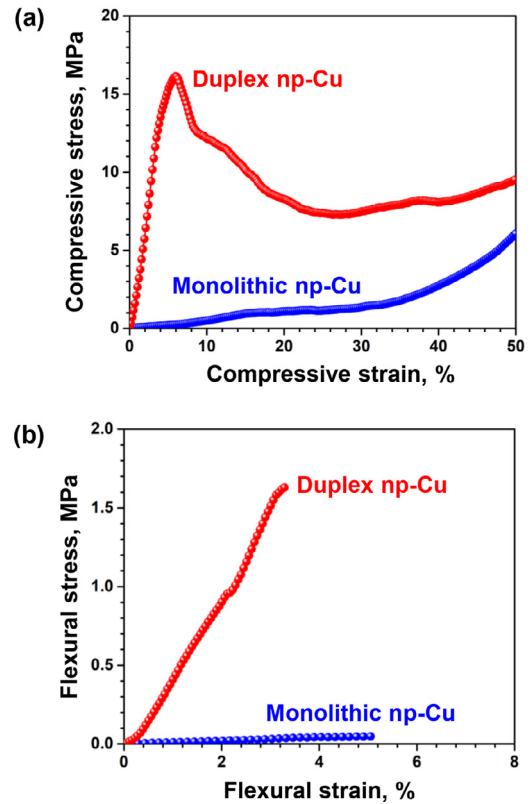 (a)
20
15
10
5
0
Compressive stress, MPa
Duplex np-Cu
Monolithic np-Cu
0 10 20 30 40 50
Compressive strain, %
(b)
2.0
1.5
1.0
0.5
0.0
Flexural stress, MPa
Duplex np-Cu
Monolithic np-Cu
0 2 4 6 8
Flexural strain, %